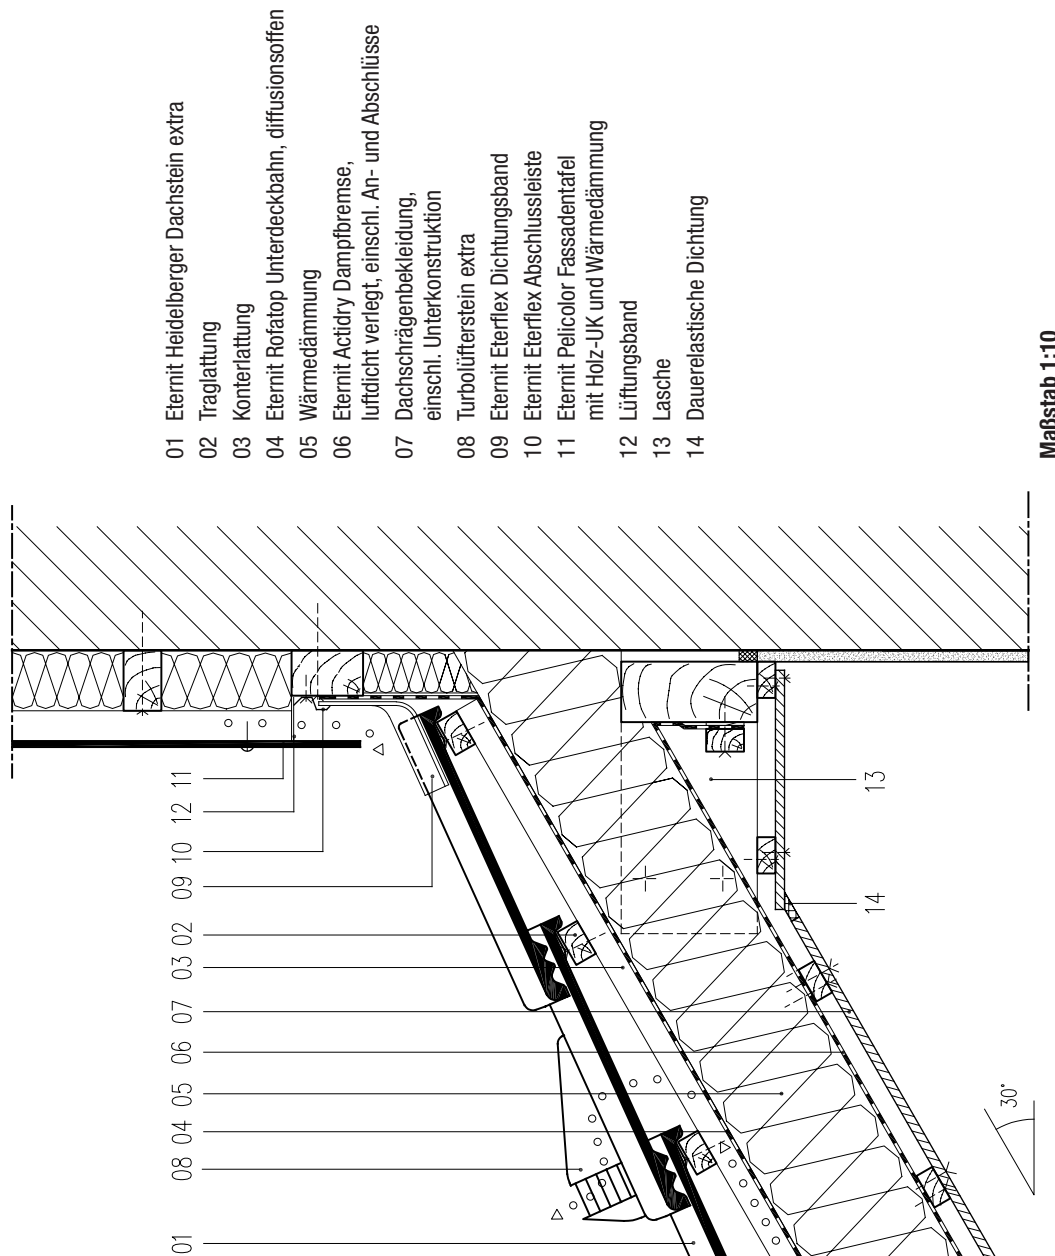 01 Eternit Heidelberger Dachstein extra
02 Traglattung
03 Konterlattung
04 Eternit Rofatop Unterdeckbahn, diffusionsoffen
05 Wärmedämmung
06 Eternit Actidry Dampfbremse,
luftdicht verlegt, einschl. An- und Abschlüsse
07 Dachschrägenbekleidung,
einschl. Unterkonstruktion
08 Turbolüfterstein extra
09 Eternit Eterflex Dichtungsband
10 Eternit Eterflex Abschlussleiste
11 Eternit Pelicolor Fassadentafel
mit Holz-UK und Wärmedämmung
12 Lüftungsband
13 Lasche
14 Dauerelastische Dichtung
Maßstab 1:10
01
08
04
05
06
07
03
02
09
10
12
11
13
14
30°